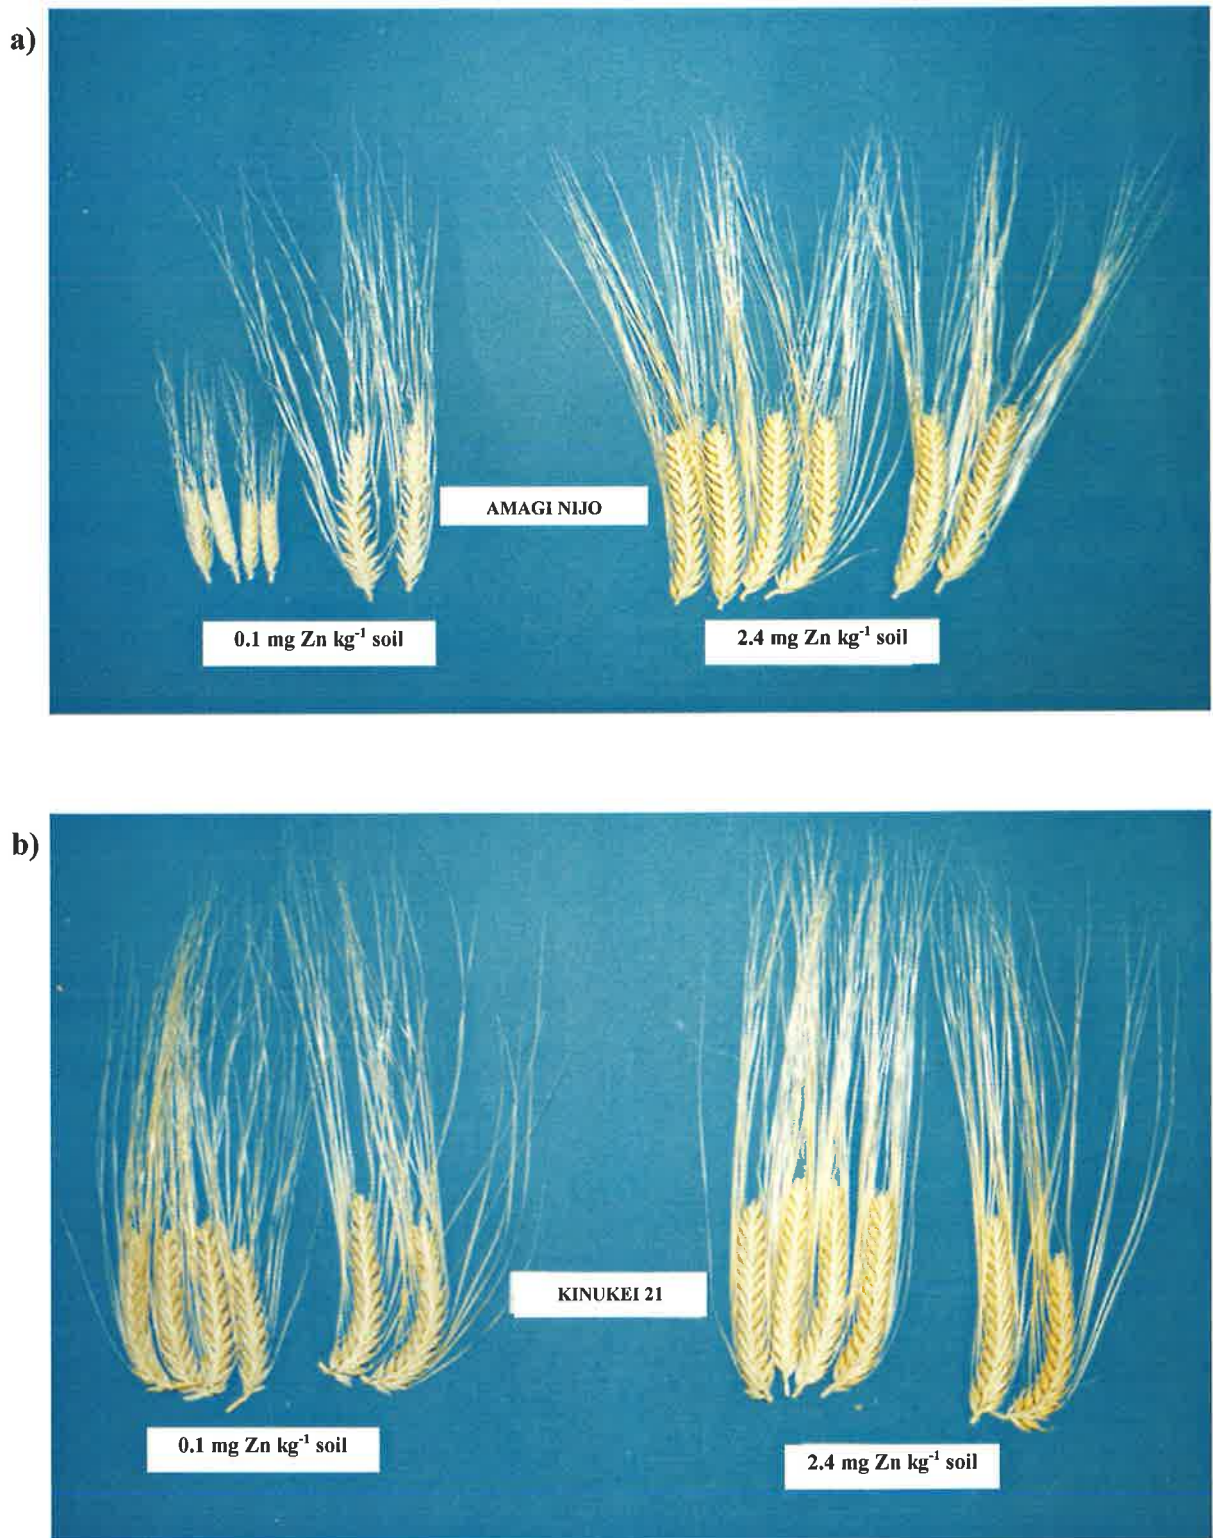 a)
AMAGI NIJO
0.1 mg Zn kg⁻¹ soil
2.4 mg Zn kg⁻¹ soil
b)
KINUKEI 21
0.1 mg Zn kg⁻¹ soil
2.4 mg Zn kg⁻¹ soil